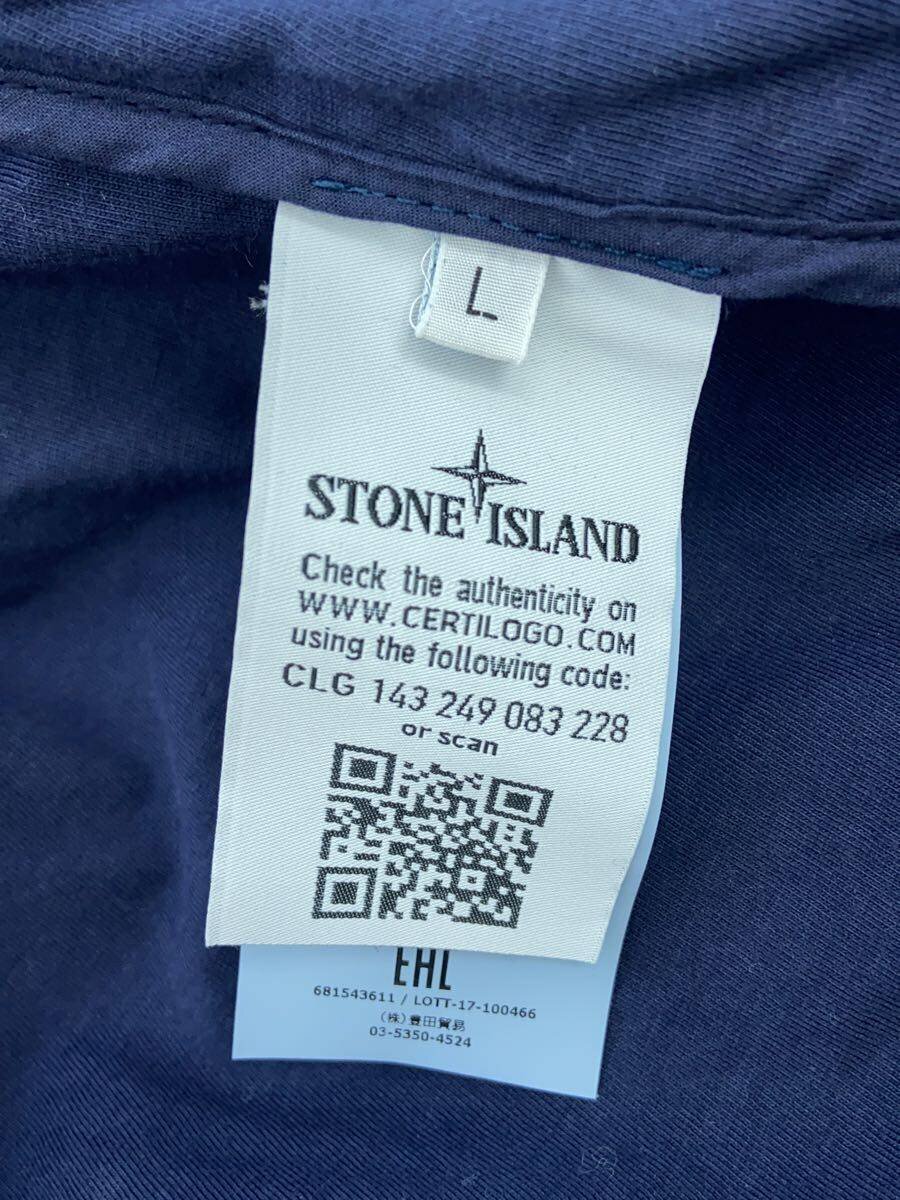 L
STONE ISLAND
Check the authenticity on
WWW.CERTILOGO.COM
using the following code:
CLG 143 249 083 228
or scan
EAC
681543611 / LOTT-17-100466
(株)豊田貿易
03-5350-4524